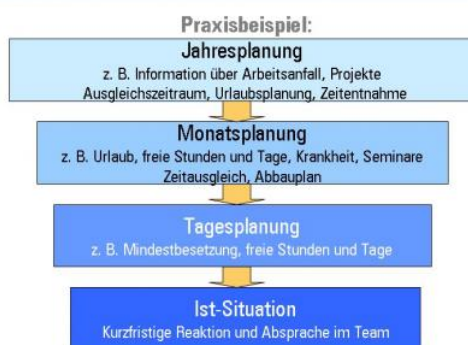 Praxisbeispiel:
Jahresplanung
z. B. Information über Arbeitsanfall, Projekte
Ausgleichszeitraum, Urlaubsplanung, Zeitentnahme
Monatsplanung
z. B. Urlaub, freie Stunden und Tage, Krankheit, Seminare
Zeitausgleich, Abbauplan
Tagesplanung
z. B. Mindestbesetzung, freie Stunden und Tage
Ist-Situation
Kurzfristige Reaktion und Absprache im Team